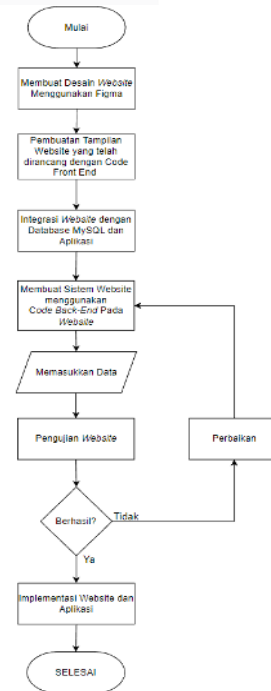 Mulai
Membuat Desain Website
Menggunakan Figma
Pembuatan Tampilan
Website yang telah
dirancang dengan Code
Front End
Integrasi Website dengan
Database MySQL dan
Aplikasi
Membuat Sistem Website
menggunakan
Code Back-End Pada
Website
Memasukkan Data
Pengujian Website
Perbaikan
Berhasil?
Tidak
Ya
Implementasi Website dan
Aplikasi
SELESAI